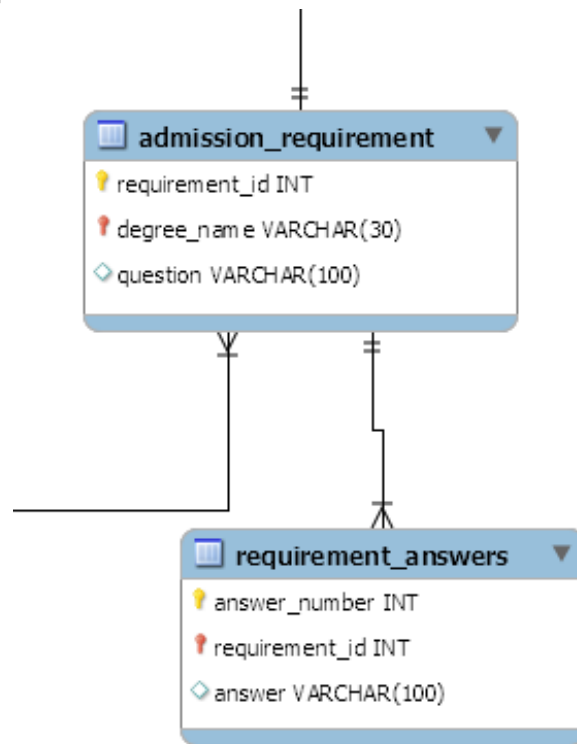 admission_requirement
requirement_id INT
degree_name VARCHAR(30)
question VARCHAR(100)
requirement_answers
answer_number INT
requirement_id INT
answer VARCHAR(100)